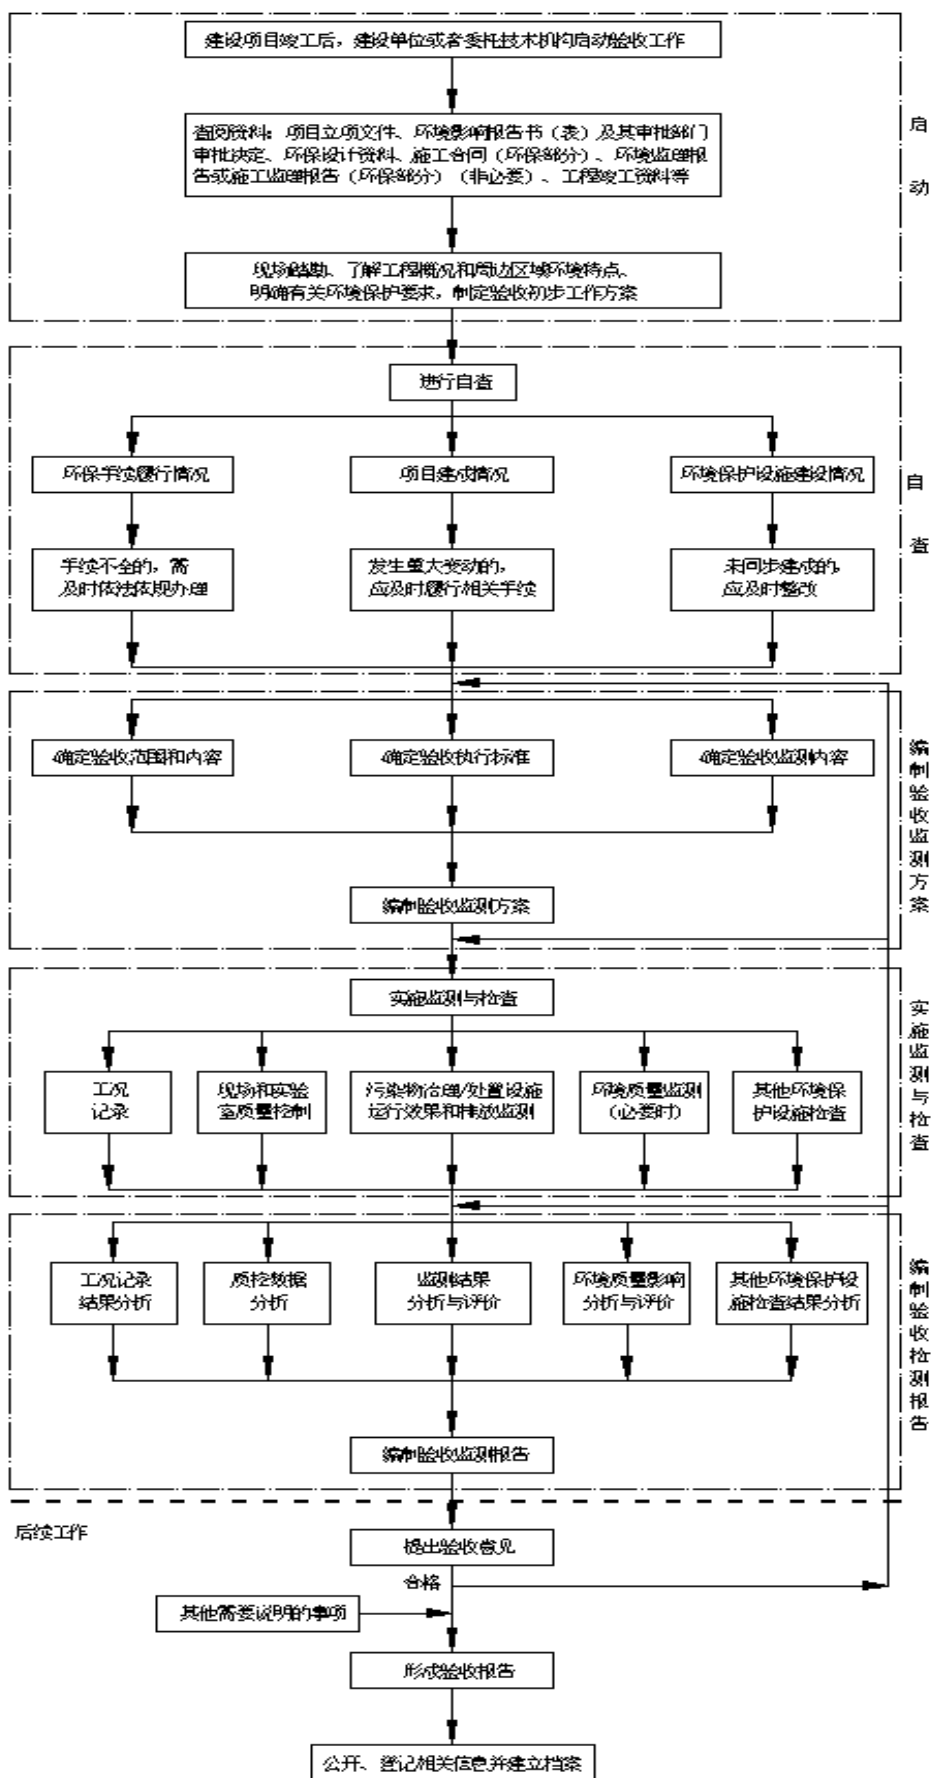 建设项目竣工后，建设单位或者委托技术机构启动验收工作
查阅资料：项目立项文件、环境影响报告书（表）及其审批部门
审批决定、环保设计资料、施工合同（环保部分）、环境监理报
告或施工监理报告（环保部分）（非必要）、工程竣工资料等
现场踏勘、了解工程概况和周边区域环境特点、
明确有关环境保护要求，制定验收初步工作方案
启动
进行自查
环保手续履行情况
项目建成情况
环境保护设施建设情况
手续不全的，需
及时依法依规办理
发生重大变动的，
应及时履行相关手续
未同步建成的，
应及时整改
自查
确定验收范围和内容
确定验收执行标准
确定验收监测内容
编制验收监测方案
编制验收监测方案
实施监测与检查
工况
记录
现场和实验
室质量控制
污染物治理/处置设施
运行效果和排放监测
环境质量监测
（必要时）
其他环境保
护设施检查
实施监测与检查
工况记录
结果分析
质控数据
分析
监测结果
分析与评价
环境质量影响
分析与评价
其他环境保护设
施检查结果分析
编制验收监测报告
编制验收检测报告
后续工作
提出验收意见
合格
其他需要说明的事项
形成验收报告
公开、登记相关信息并建立档案